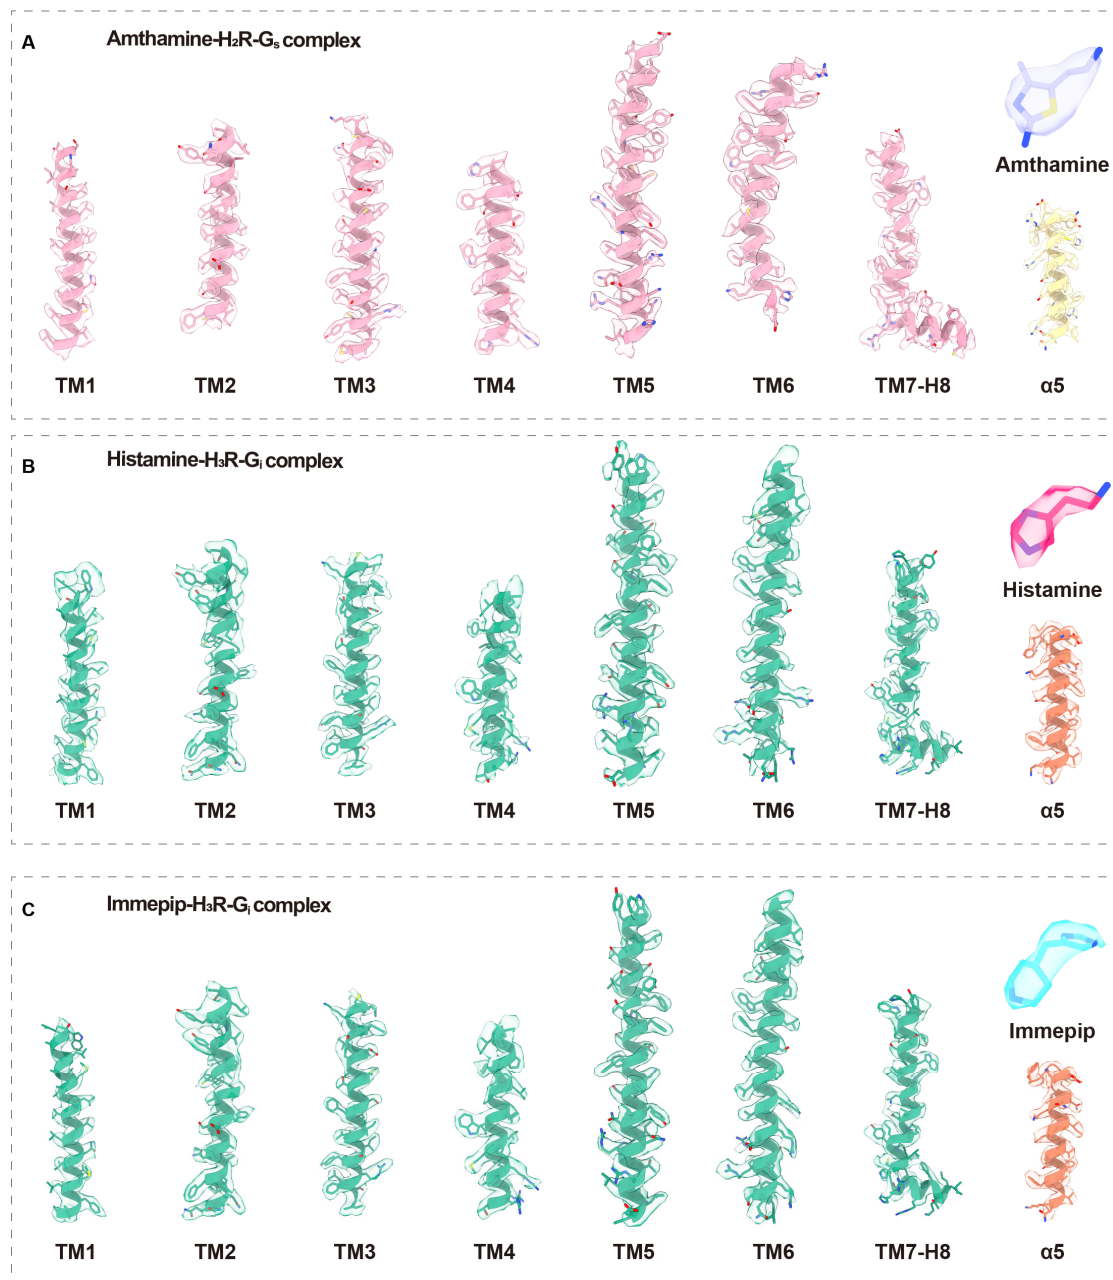 A
Amthamine-H₂R-Gₛ complex
Amthamine
TM1 TM2 TM3 TM4 TM5 TM6 TM7-H8 α5
B
Histamine-H₃R-Gᵢ complex
Histamine
TM1 TM2 TM3 TM4 TM5 TM6 TM7-H8 α5
C
Immepip-H₃R-Gᵢ complex
Immepip
TM1 TM2 TM3 TM4 TM5 TM6 TM7-H8 α5